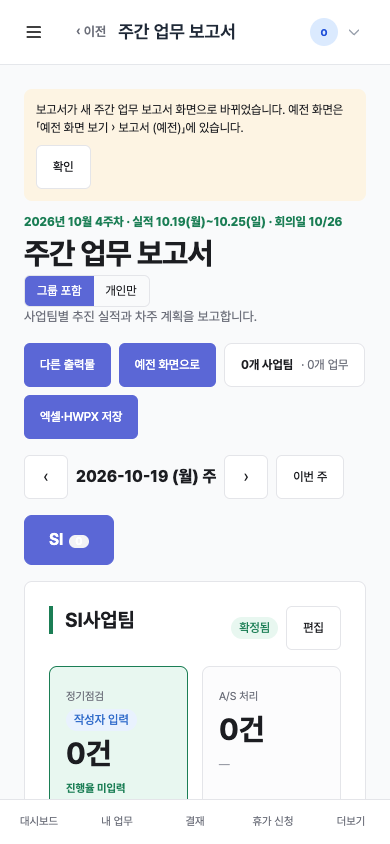 ‹ 이전 주간 업무 보고서
보고서가 새 주간 업무 보고서 화면으로 바뀌었습니다. 예전 화면은
「예전 화면 보기 › 보고서 (예전)」에 있습니다.
확인
2026년 10월 4주차 · 실적 10.19(월)~10.25(일) · 회의일 10/26
주간 업무 보고서
그룹 포함 개인만
사업팀별 추진 실적과 차주 계획을 보고합니다.
다른 출력물 예전 화면으로 0개 사업팀 · 0개 업무
엑셀·HWPX 저장
‹ 2026-10-19 (월) 주 › 이번 주
SI
SI사업팀
확정됨 편집
정기점검
작성자 입력
0건
진행율 미입력
A/S 처리
0건
—
대시보드 내 업무 결재 휴가 신청 더보기